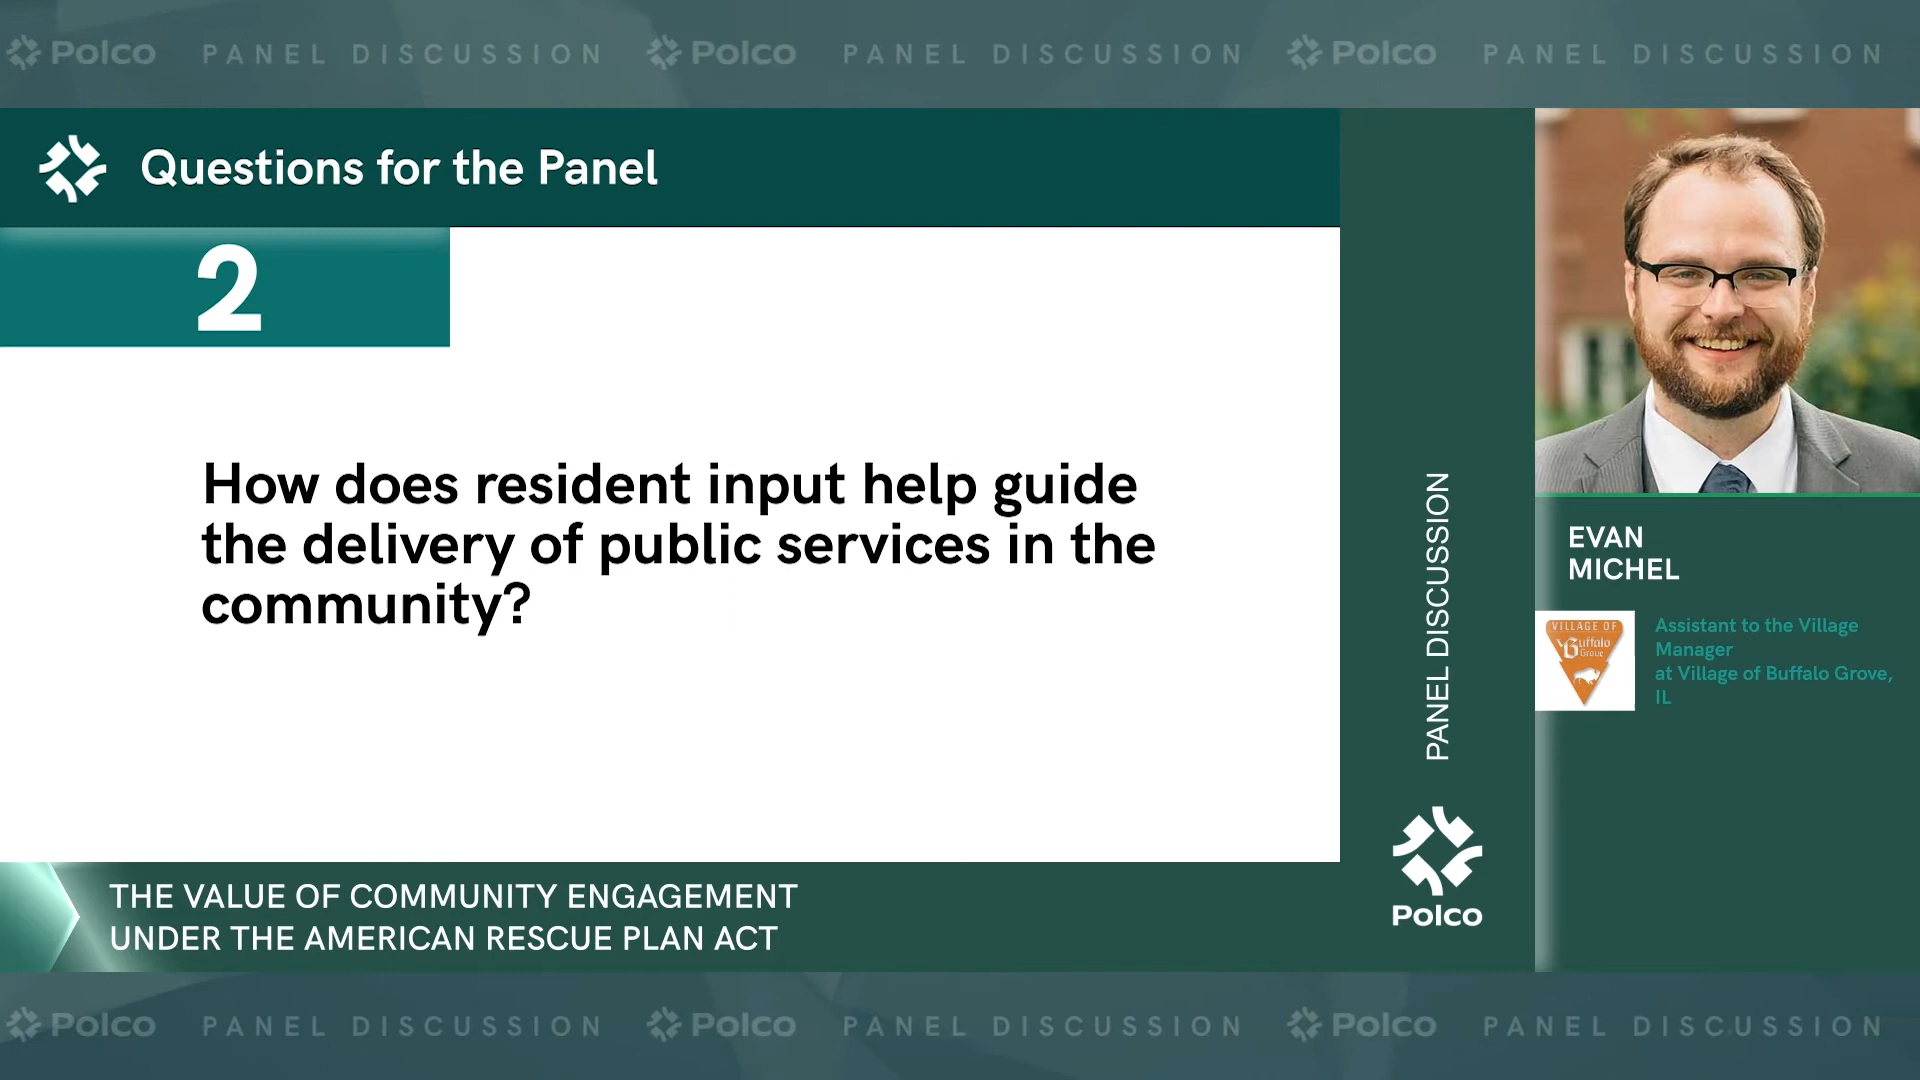 Polco PANEL DISCUSSION Polco PANEL DISCUSSION Polco PANEL DISCUSSION
Questions for the Panel
2
How does resident input help guide
the delivery of public services in the
community?
THE VALUE OF COMMUNITY ENGAGEMENT
UNDER THE AMERICAN RESCUE PLAN ACT
PANEL DISCUSSION
Polco
EVAN
MICHEL
VILLAGE OF
Buffalo
Grove
Assistant to the Village
Manager
at Village of Buffalo Grove,
IL
Polco PANEL DISCUSSION Polco PANEL DISCUSSION Polco PANEL DISCUSSION